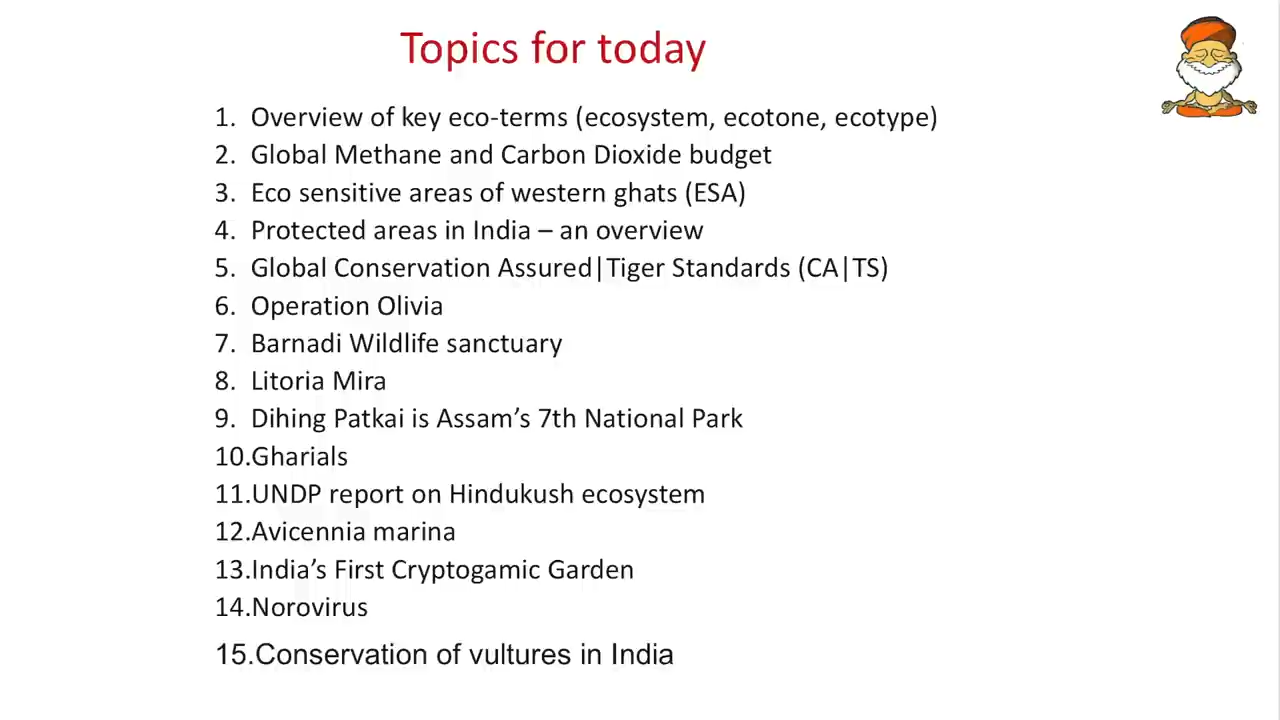 Topics for today
1. Overview of key eco-terms (ecosystem, ecotone, ecotype)
2. Global Methane and Carbon Dioxide budget
3. Eco sensitive areas of western ghats (ESA)
4. Protected areas in India – an overview
5. Global Conservation Assured|Tiger Standards (CA|TS)
6. Operation Olivia
7. Barnadi Wildlife sanctuary
8. Litoria Mira
9. Dihing Patkai is Assam’s 7th National Park
10.Gharials
11.UNDP report on Hindukush ecosystem
12.Avicennia marina
13.India’s First Cryptogamic Garden
14.Norovirus
15.Conservation of vultures in India